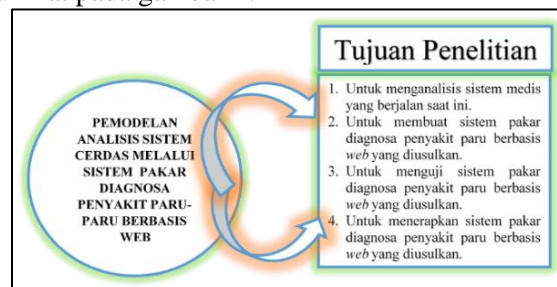 Tujuan Penelitian
PEMODELAN
ANALISIS SISTEM
CERDAS MELALUI
SISTEM PAKAR
DIAGNOSA
PENYAKIT PARU-
PARU BERBASIS
WEB
1. Untuk menganalisis sistem medis
yang berjalan saat ini.
2. Untuk membuat sistem pakar
diagnosa penyakit paru berbasis
web yang diusulkan.
3. Untuk menguji sistem pakar
diagnosa penyakit paru berbasis
web yang diusulkan.
4. Untuk menerapkan sistem pakar
diagnosa penyakit paru berbasis
web yang diusulkan.